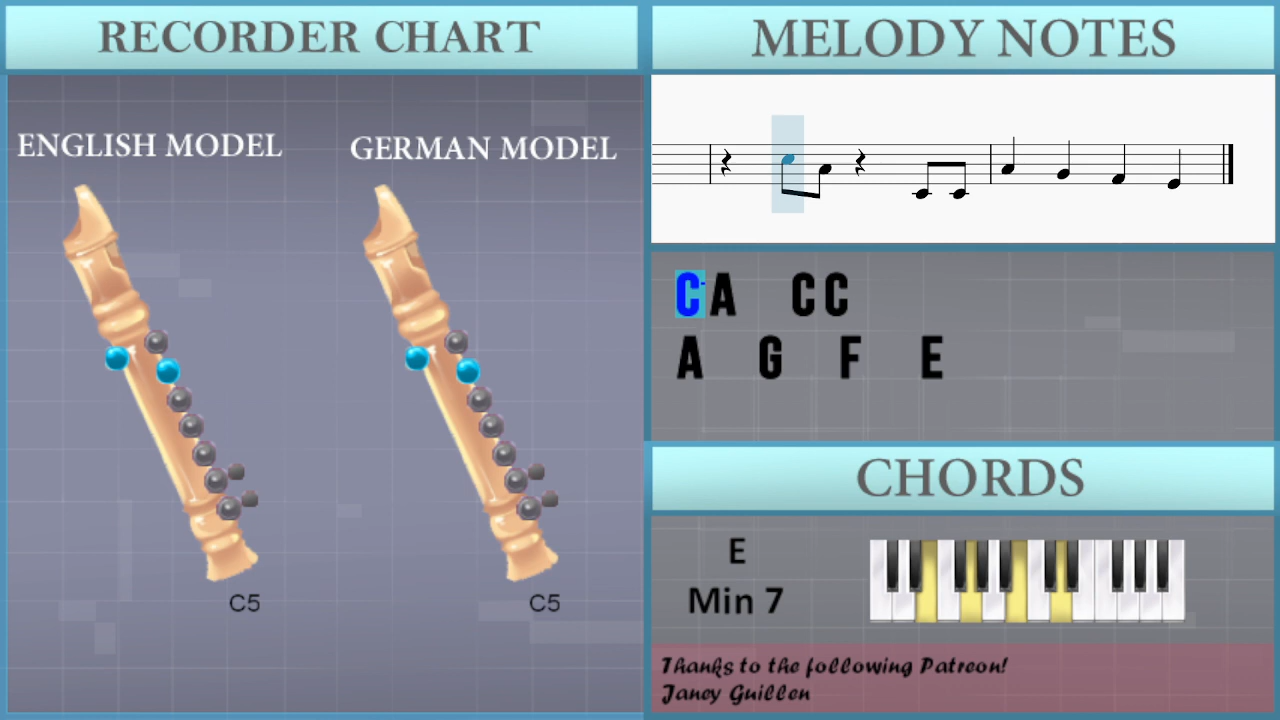 RECORDER CHART
ENGLISH MODEL
GERMAN MODEL
C5
C5
MELODY NOTES
C A C C
A G F E
CHORDS
E
Min 7
Thanks to the following Patreon!
Janey Guillen